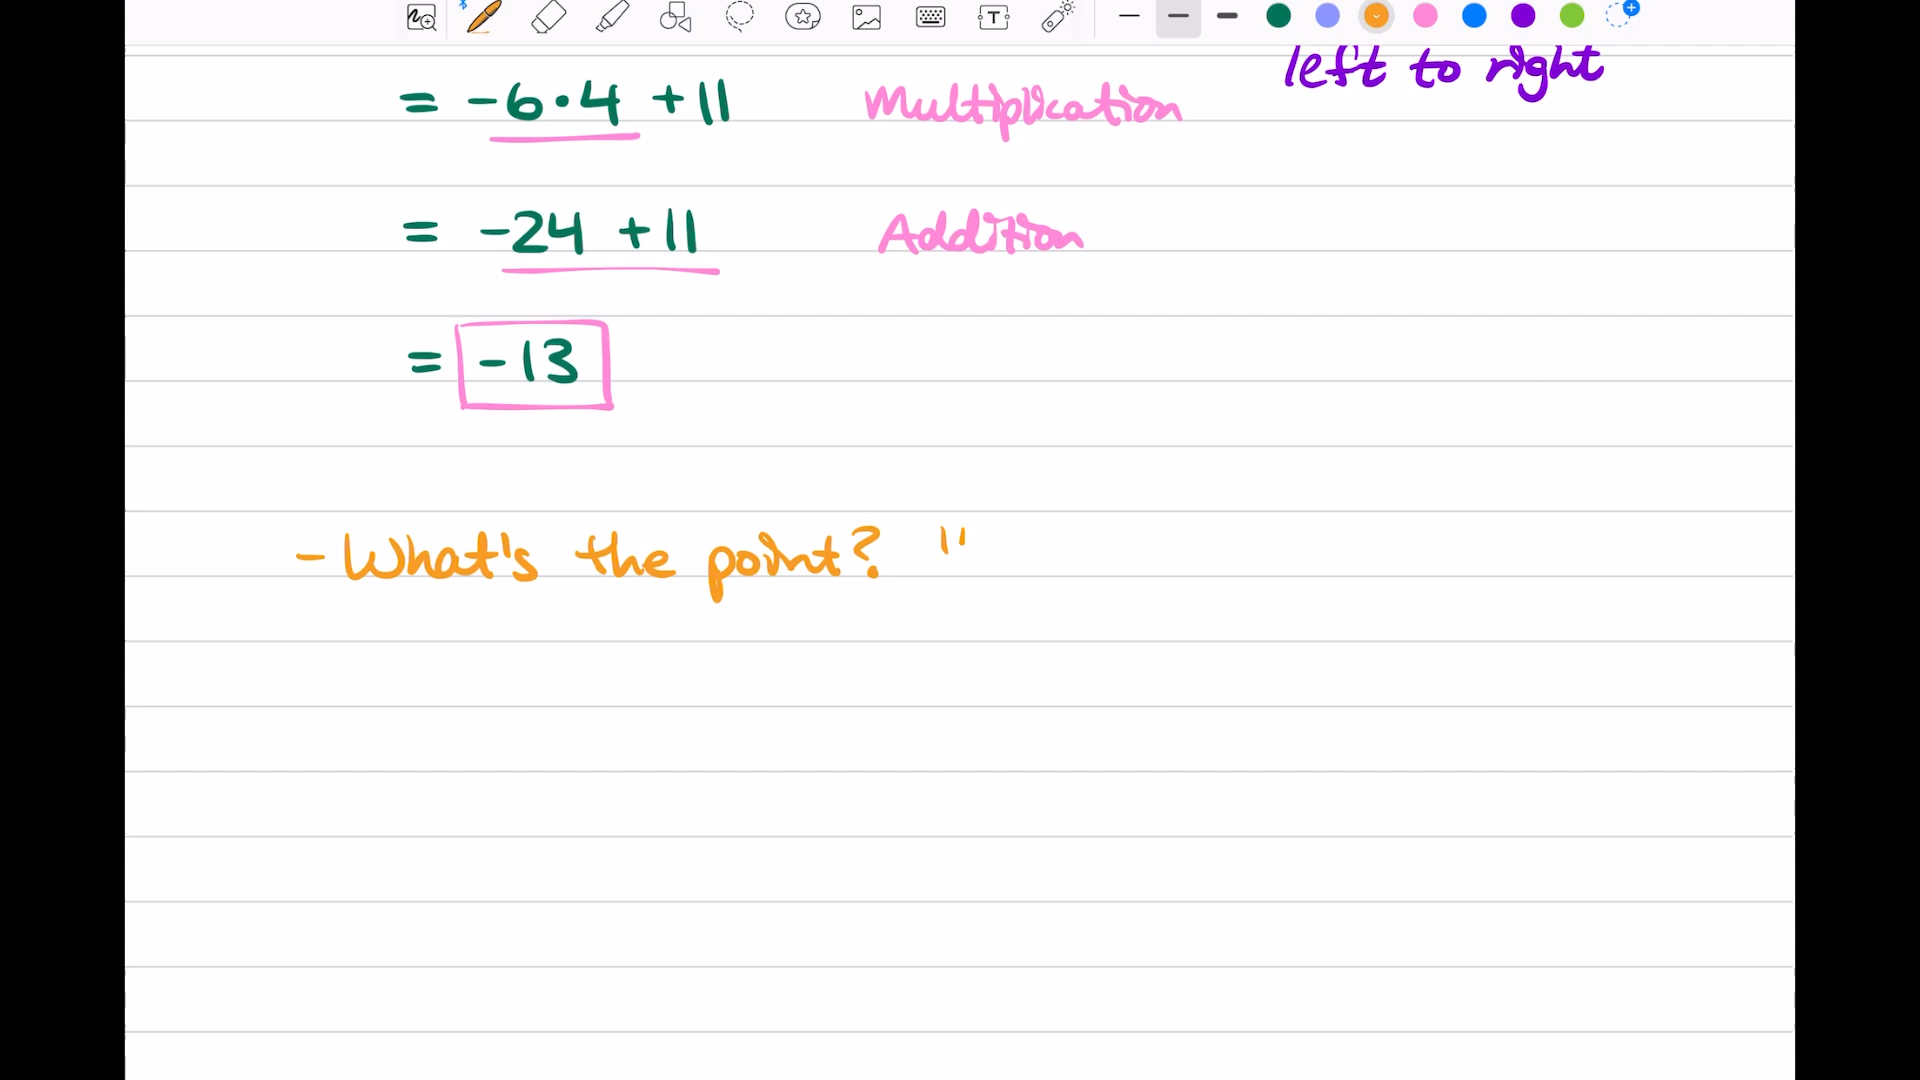 left to right
= -6·4 +11 Multiplication
= -24 +11 Addition
= -13
- What's the point? "